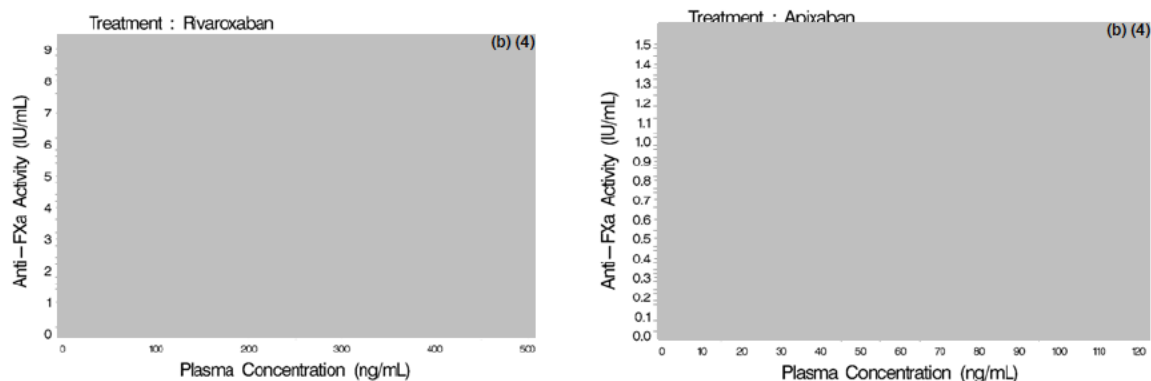 Treatment : Rivaroxaban
(b) (4)
9
8
7
6
5
4
3
2
1
0
Anti-FXa Activity (IU/mL)
0 100 200 300 400 500
Plasma Concentration (ng/mL)
Treatment : Apixaban
(b) (4)
1.5
1.4
1.3
1.2
1.1
1.0
0.9
0.8
0.7
0.6
0.5
0.4
0.3
0.2
0.1
0.0
Anti-FXa Activity (IU/mL)
0 10 20 30 40 50 60 70 80 90 100 110 120
Plasma Concentration (ng/mL)